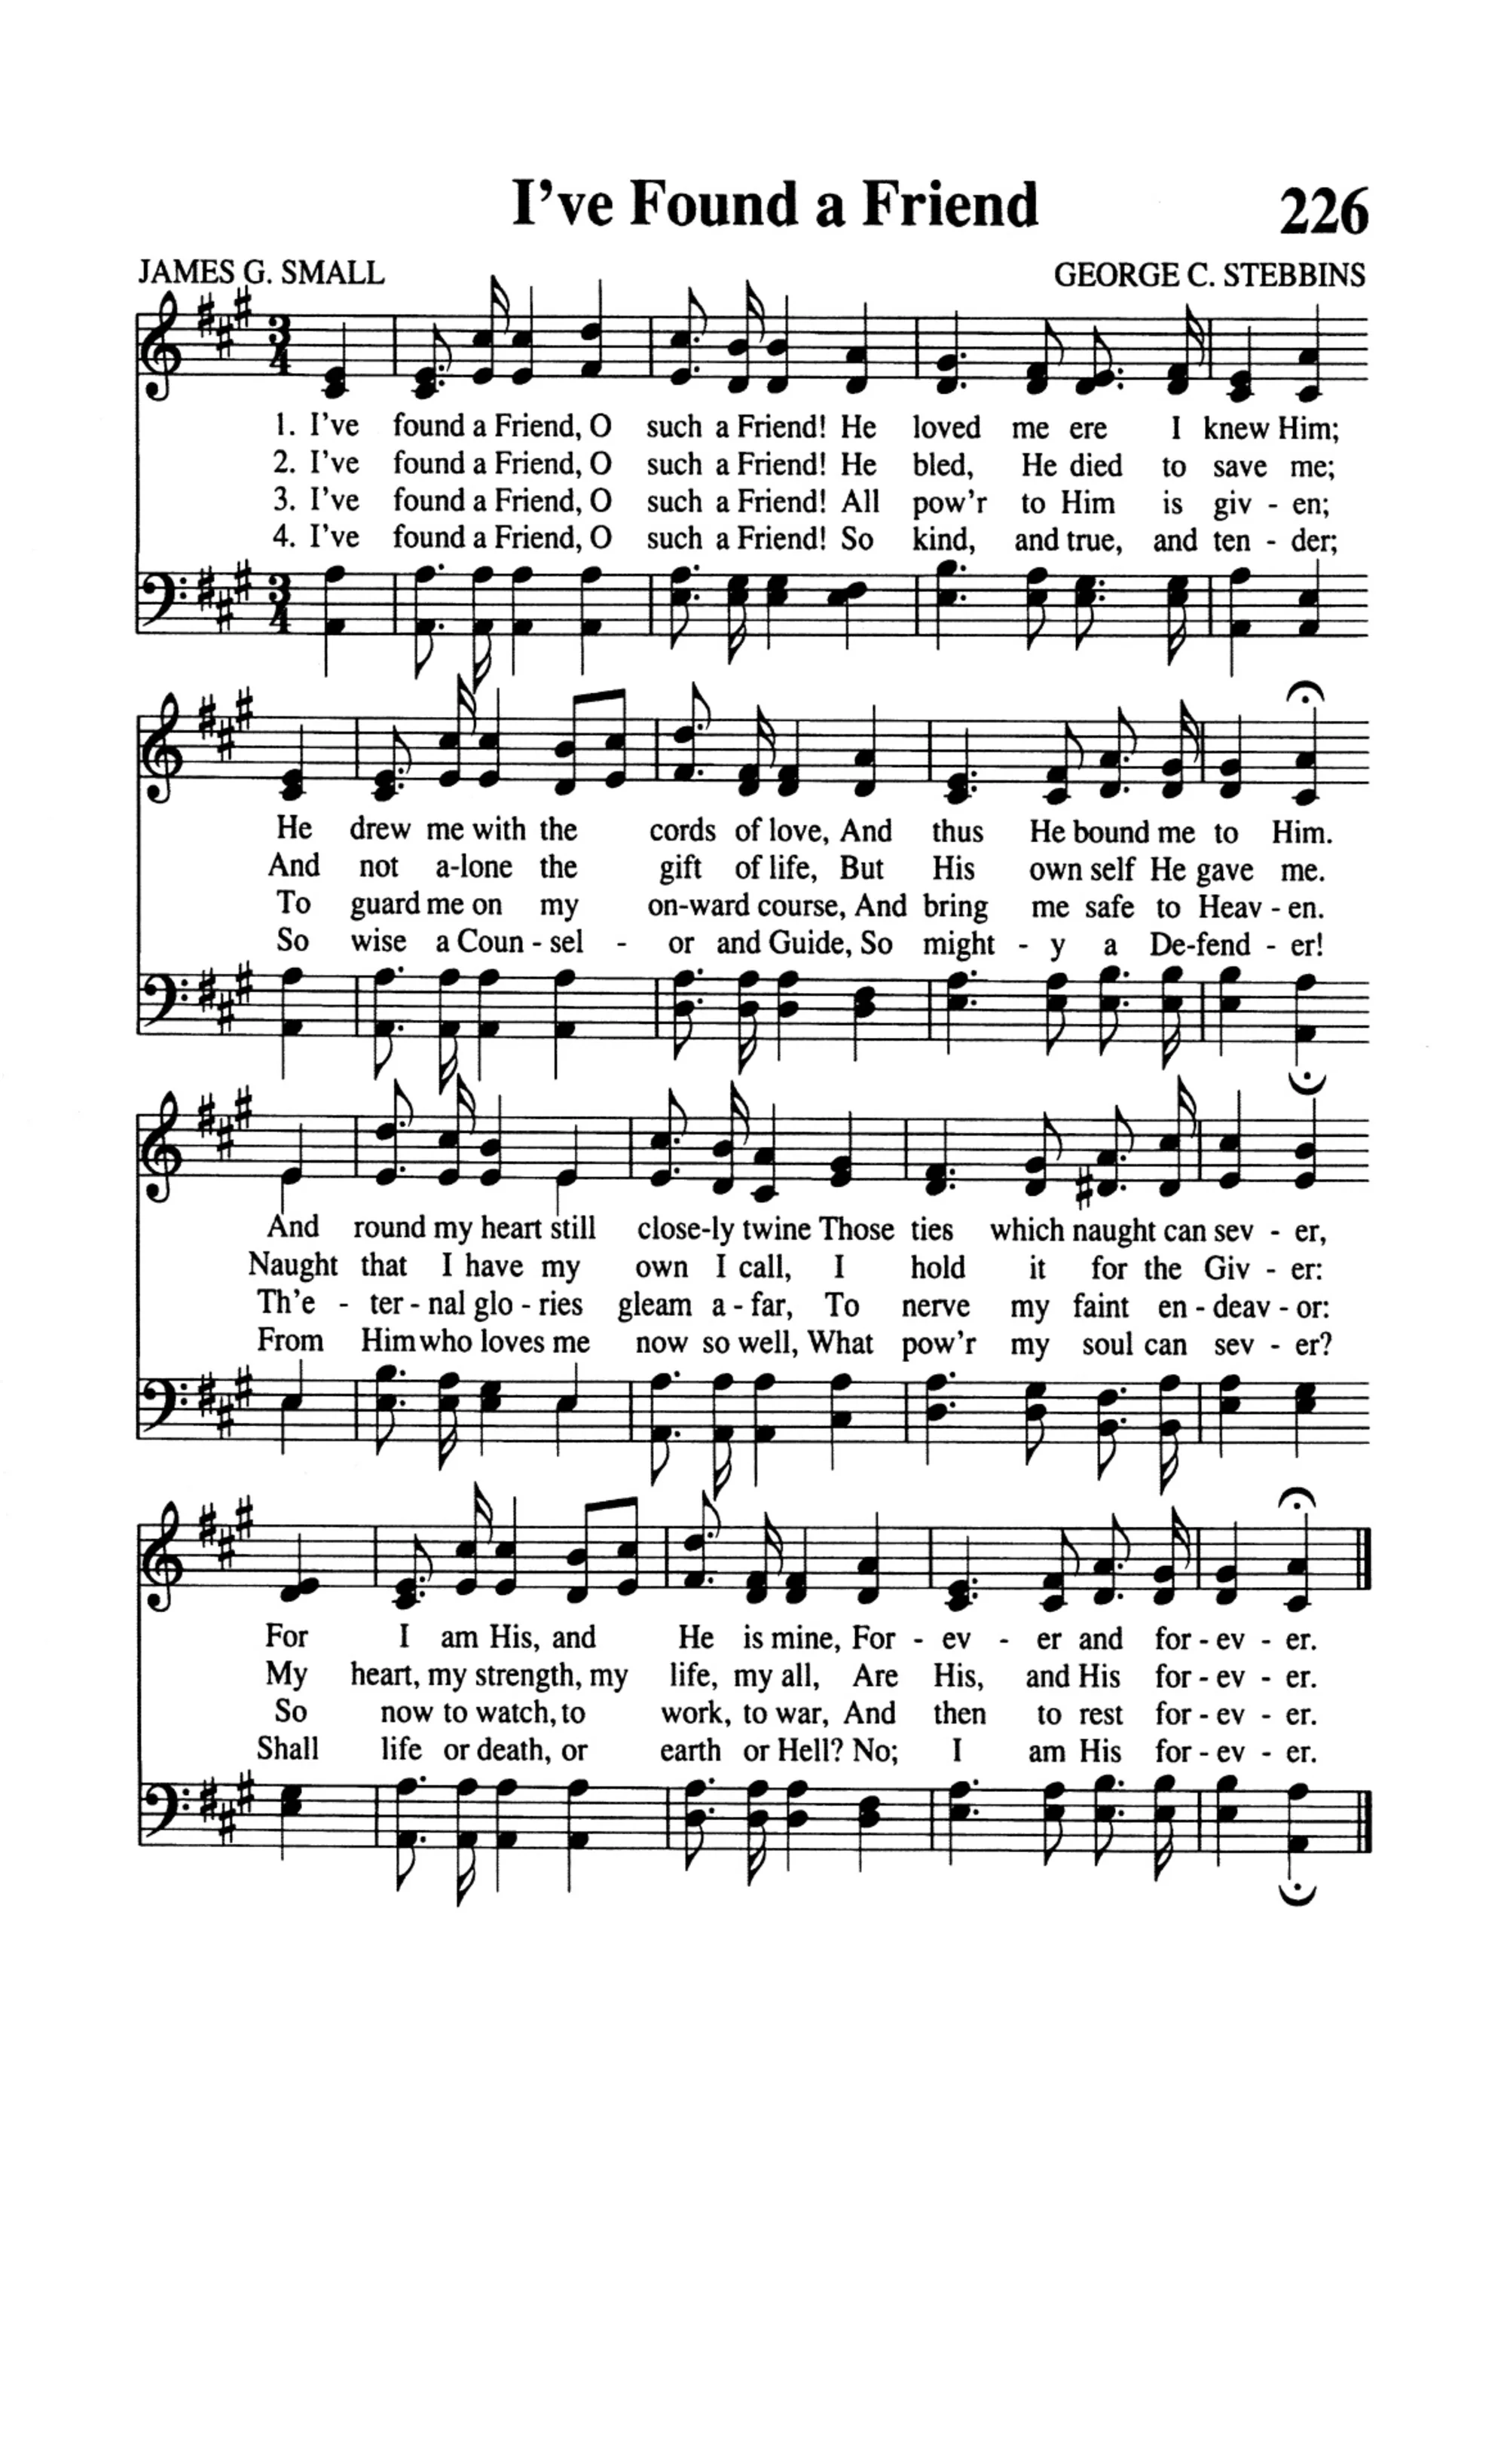 I've Found a Friend 226
JAMES G. SMALL GEORGE C. STEBBINS
3
4
1. I've found a Friend, O such a Friend! He loved me ere I knew Him;
2. I've found a Friend, O such a Friend! He bled, He died to save me;
3. I've found a Friend, O such a Friend! All pow'r to Him is giv - en;
4. I've found a Friend, O such a Friend! So kind, and true, and ten - der;
3
4
He drew me with the cords of love, And thus He bound me to Him.
And not a-lone the gift of life, But His own self He gave me.
To guard me on my on-ward course, And bring me safe to Heav - en.
So wise a Coun - sel - or and Guide, So might - y a De-fend - er!
And round my heart still close-ly twine Those ties which naught can sev - er,
Naught that I have my own I call, I hold it for the Giv - er:
Th'e - ter - nal glo - ries gleam a - far, To nerve my faint en - deav - or:
From Him who loves me now so well, What pow'r my soul can sev - er?
For I am His, and He is mine, For - ev - er and for - ev - er.
My heart, my strength, my life, my all, Are His, and His for - ev - er.
So now to watch, to work, to war, And then to rest for - ev - er.
Shall life or death, or earth or Hell? No; I am His for - ev - er.